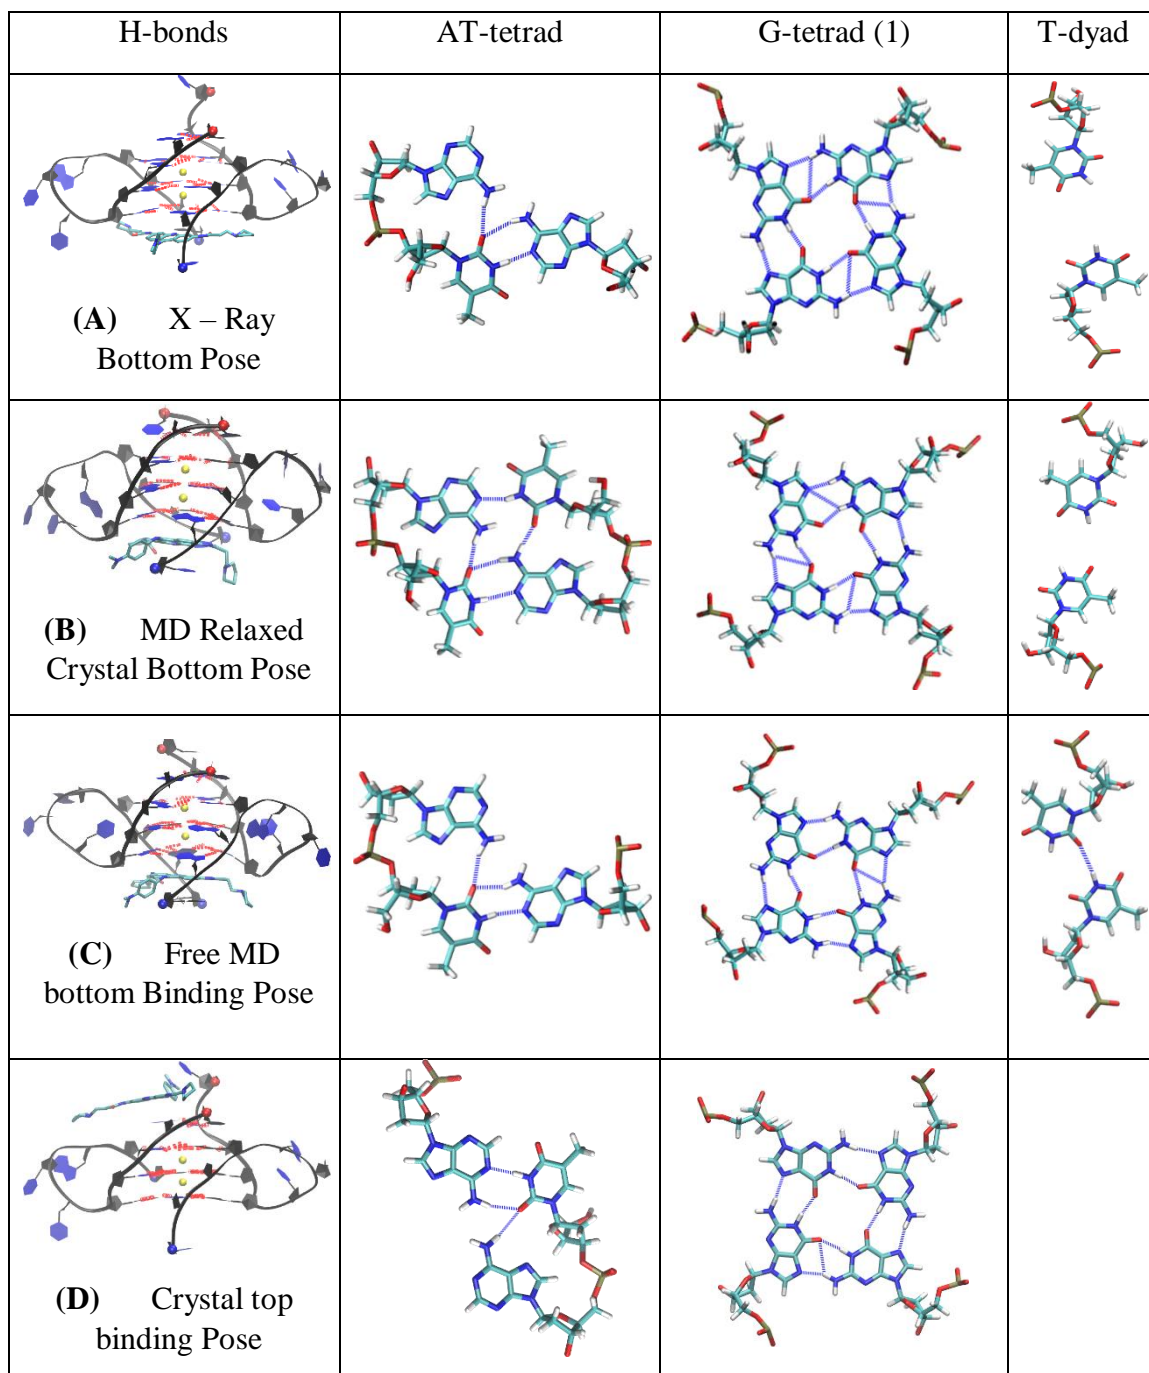 H-bonds
AT-tetrad
G-tetrad (1)
T-dyad
(A) X – Ray
Bottom Pose
(B) MD Relaxed
Crystal Bottom Pose
(C) Free MD
bottom Binding Pose
(D) Crystal top
binding Pose